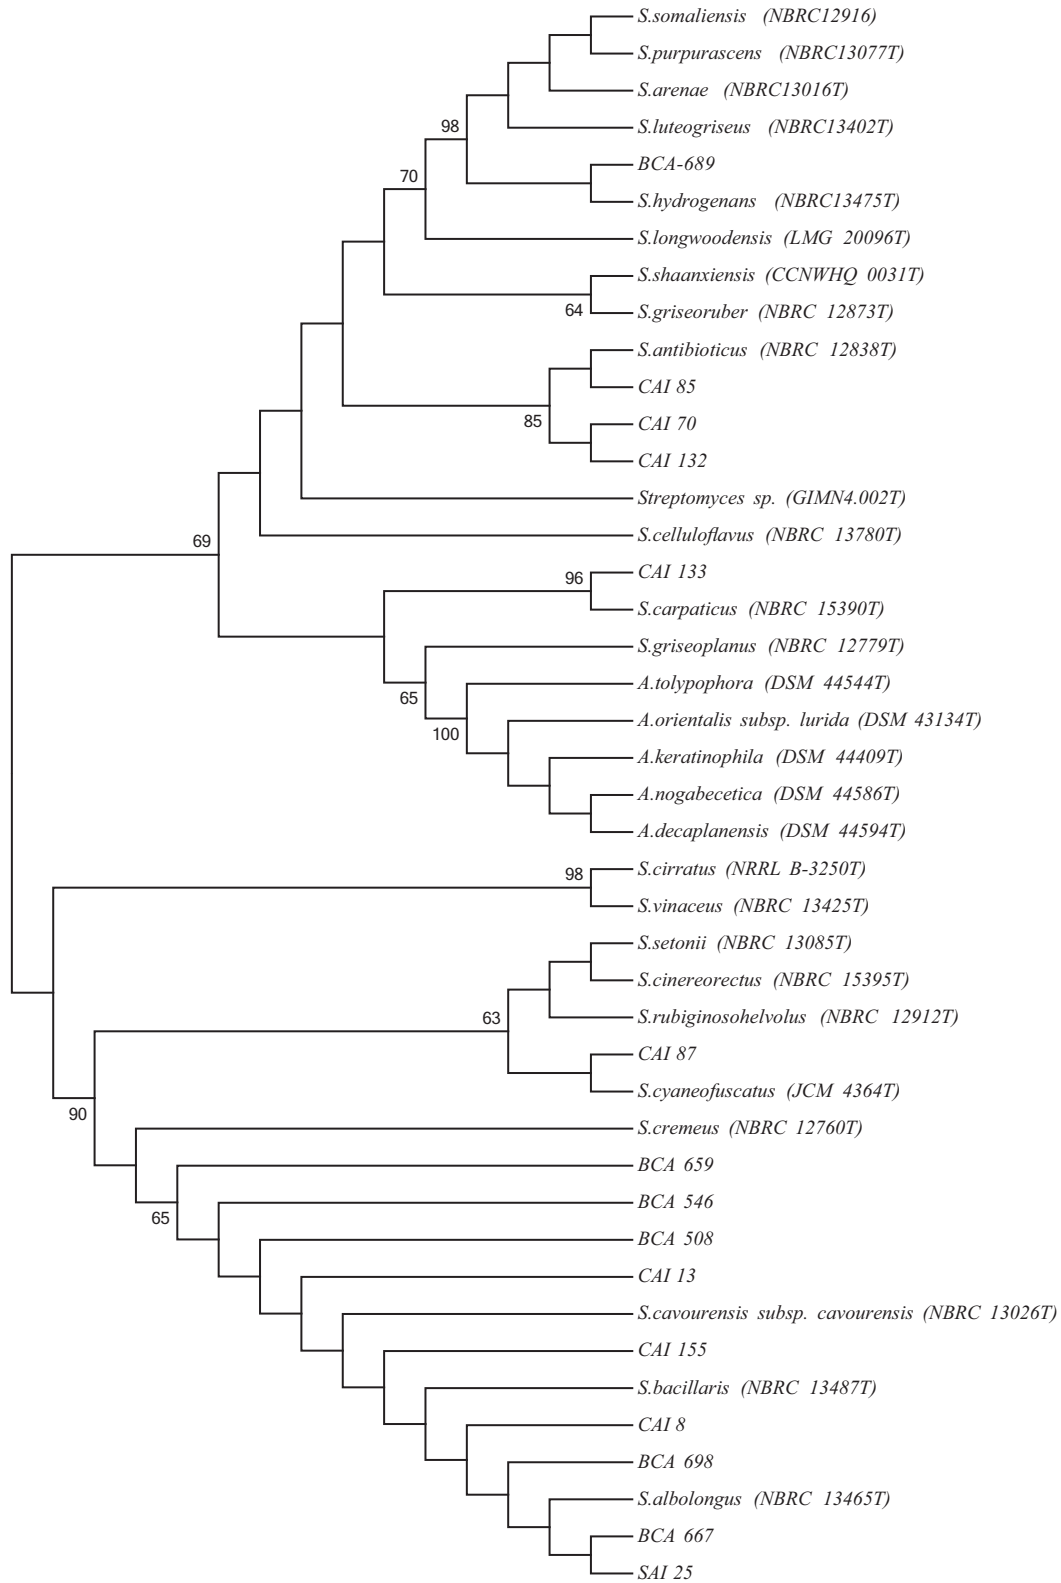 S.somaliensis (NBRC12916)
S.purpurascens (NBRC13077T)
S.arenae (NBRC13016T)
S.luteogriseus (NBRC13402T)
98
BCA-689
70
S.hydrogenans (NBRC13475T)
S.longwoodensis (LMG 20096T)
S.shaanxiensis (CCNWHQ 0031T)
64
S.griseoruber (NBRC 12873T)
S.antibioticus (NBRC 12838T)
CAI 85
85
CAI 70
CAI 132
Streptomyces sp. (GIMN4.002T)
S.celluloflavus (NBRC 13780T)
69
CAI 133
96
S.carpaticus (NBRC 15390T)
S.griseoplanus (NBRC 12779T)
A.tolypophora (DSM 44544T)
65
A.orientalis subsp. lurida (DSM 43134T)
100
A.keratinophila (DSM 44409T)
A.nogabecetica (DSM 44586T)
A.decaplanensis (DSM 44594T)
S.cirratus (NRRL B-3250T)
98
S.vinaceus (NBRC 13425T)
S.setonii (NBRC 13085T)
S.cinereorectus (NBRC 15395T)
S.rubiginosohelvolus (NBRC 12912T)
63
CAI 87
S.cyaneofuscatus (JCM 4364T)
90
S.cremeus (NBRC 12760T)
BCA 659
BCA 546
65
BCA 508
CAI 13
S.cavourensis subsp. cavourensis (NBRC 13026T)
CAI 155
S.bacillaris (NBRC 13487T)
CAI 8
BCA 698
S.albolongus (NBRC 13465T)
BCA 667
SAI 25